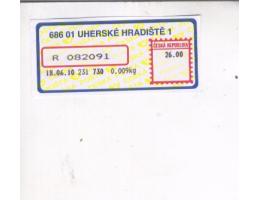 686 01 UHERSKÉ HRADIŠTĚ 1
ČESKÁ REPUBLIKA
R 082091
26.00
18.06.10 231 730 0.009kg